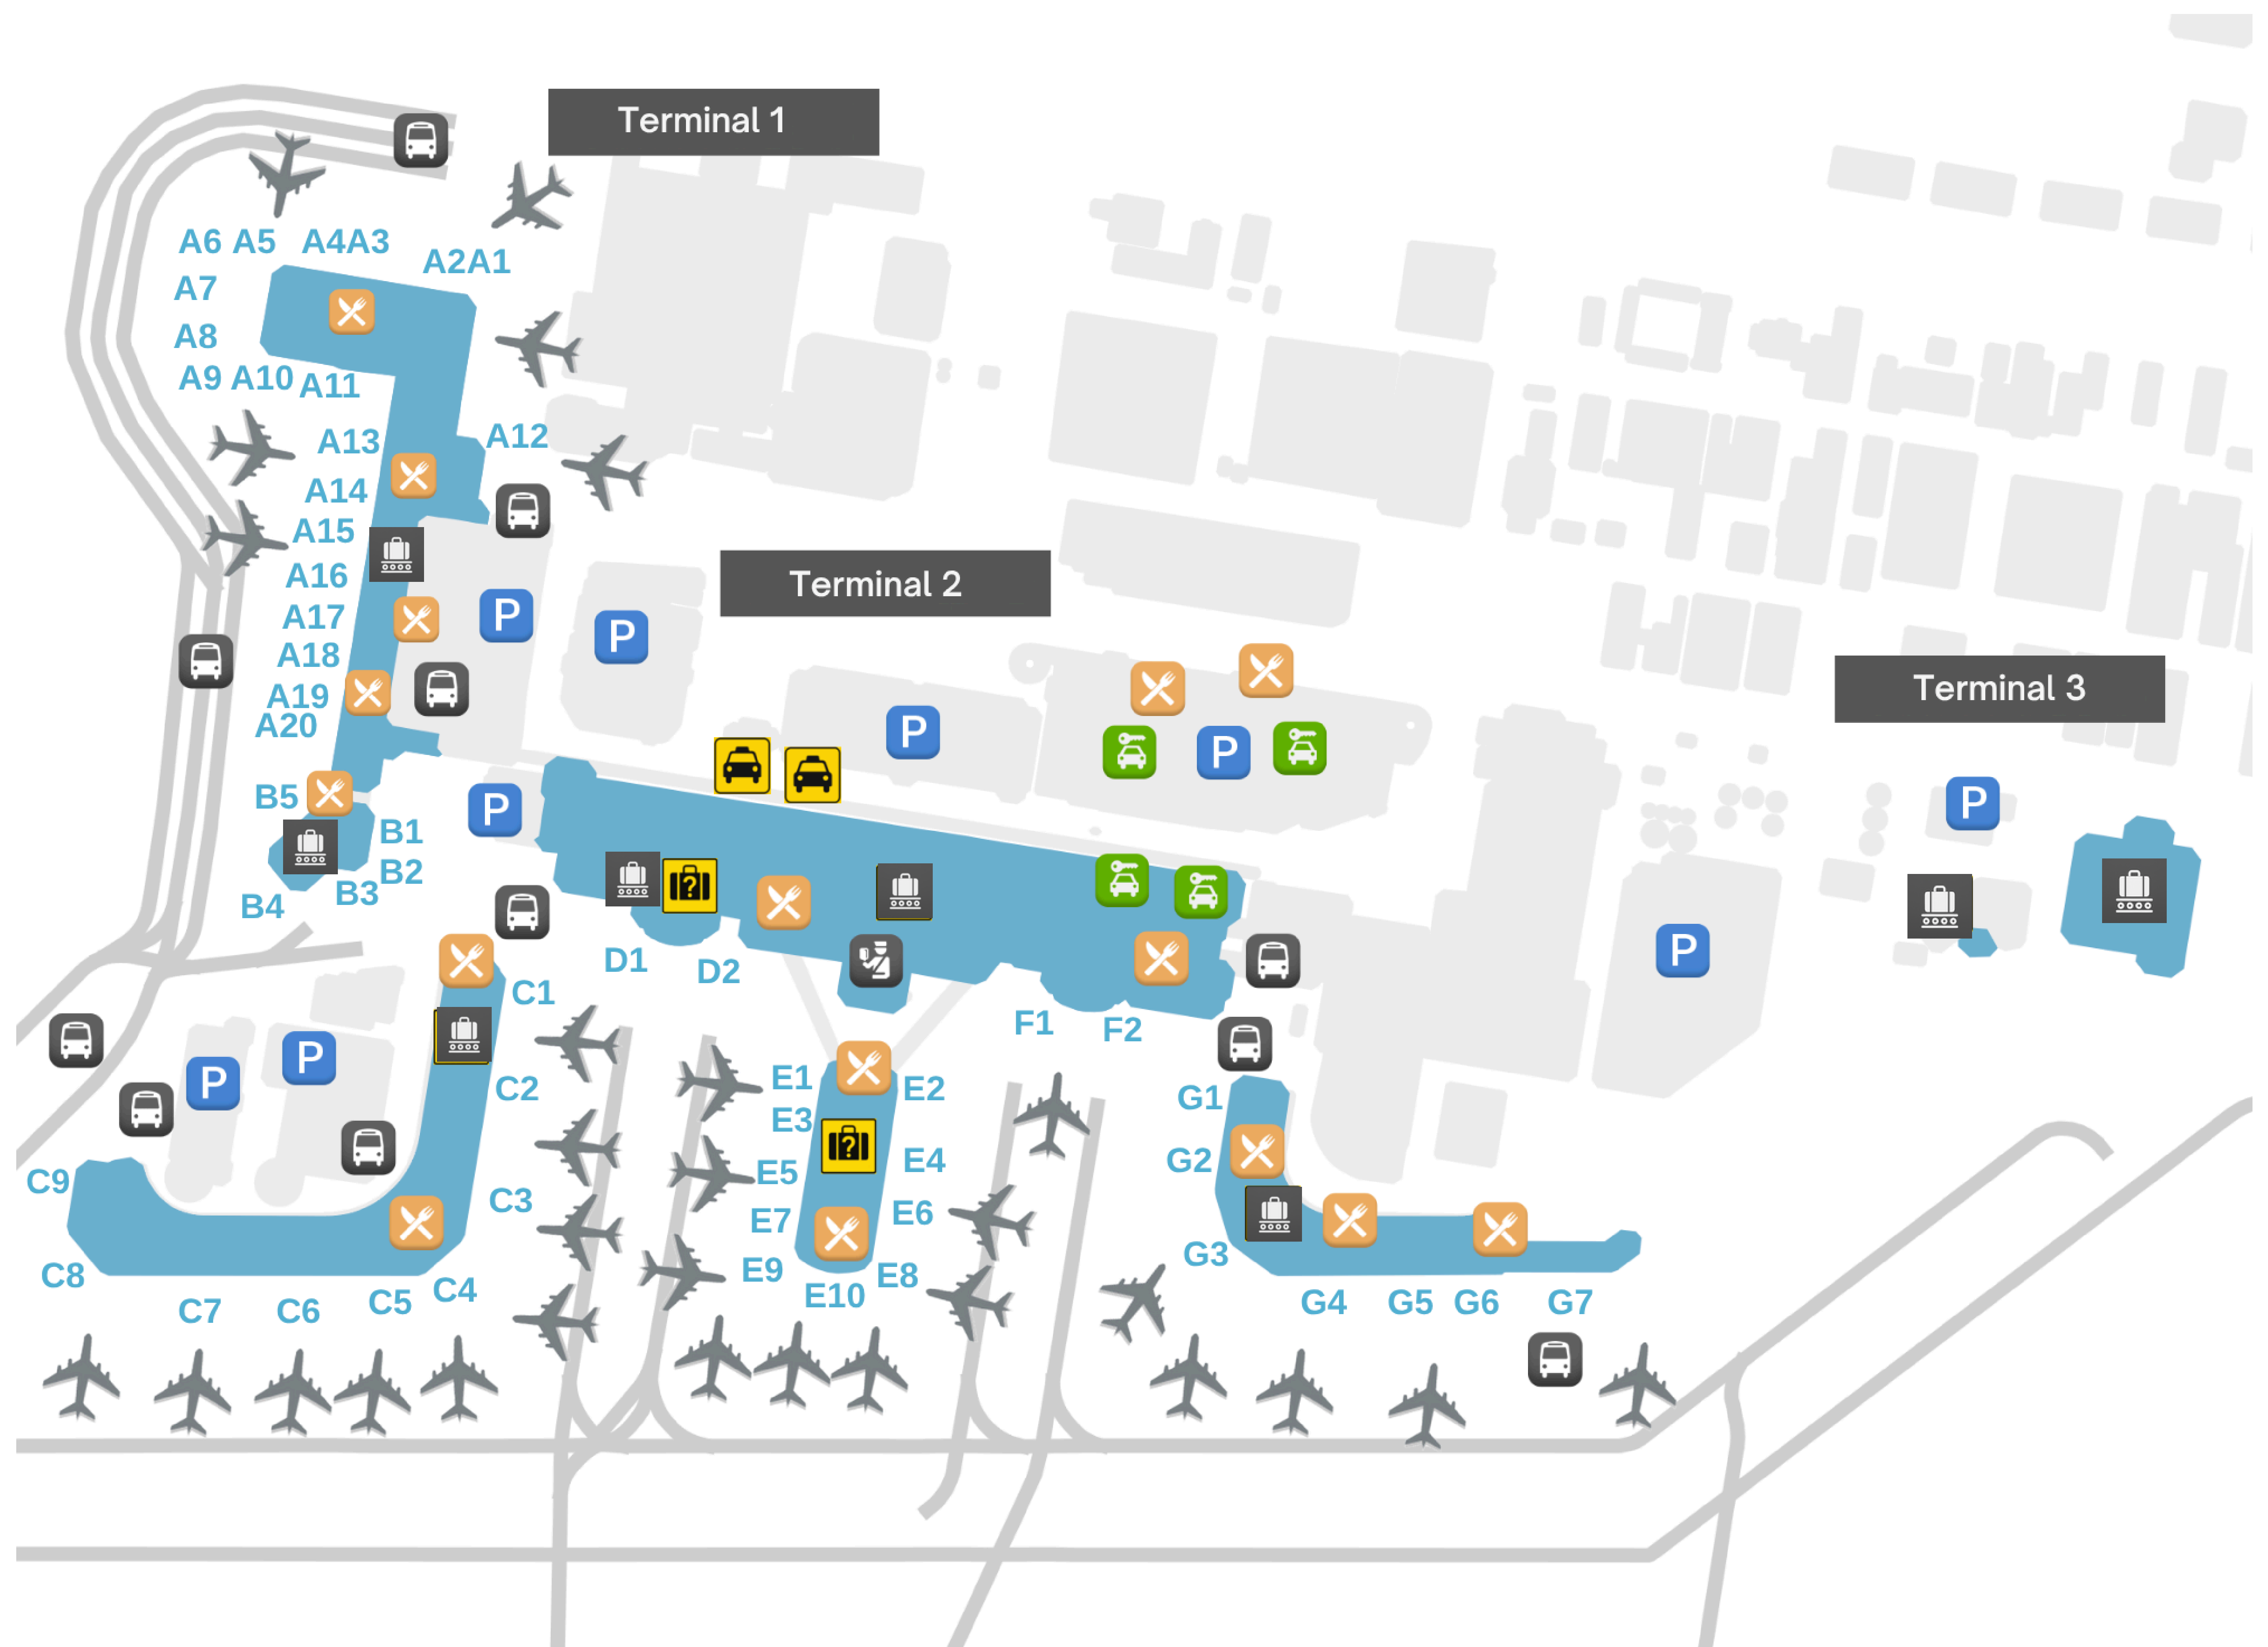 Terminal 1
A6 A5 A4A3
A2A1
A7
A8
A9 A10 A11
A13
A12
A14
A15
A16
A17
A18
A19
A20
Terminal 2
Terminal 3
P
P
P
P
P
P
P
P
P
B5
B1
B2
B3
B4
?
D1
D2
C1
F1
F2
C2
E1
E2
E3
?
E4
E5
E6
E7
E8
E9
E10
G1
G2
G3
C9
C3
C8
C4
C5
C6
C7
G4 G5 G6 G7